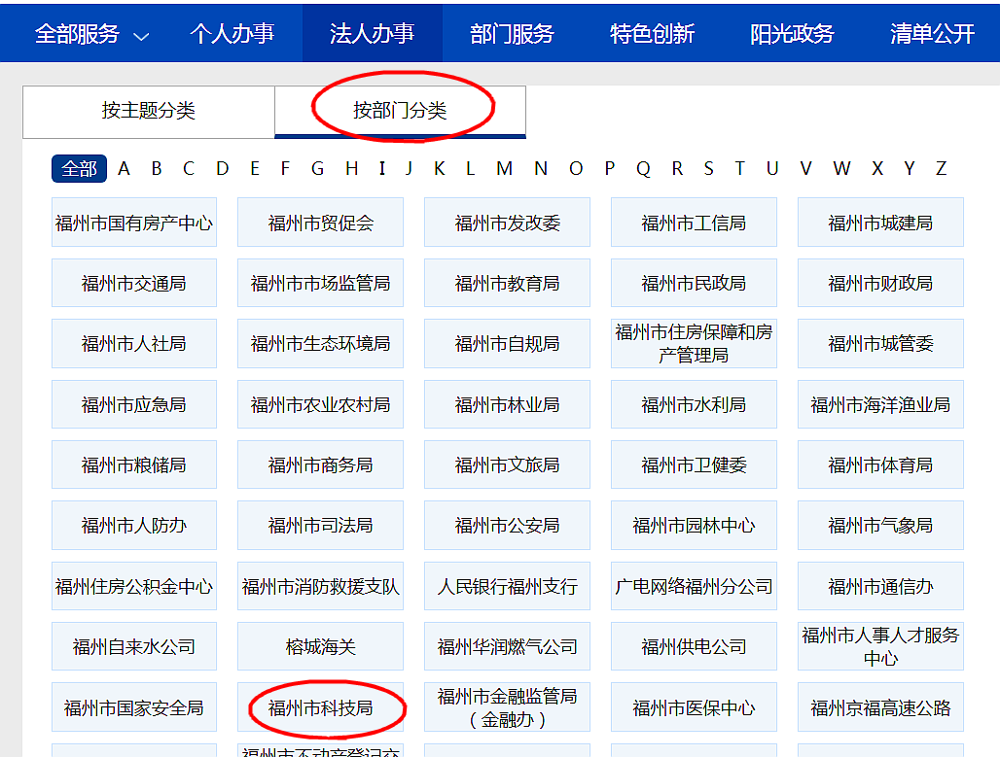 全部服务 个人办事 法人办事 部门服务 特色创新 阳光政务 清单公开
按主题分类 按部门分类
全部 A B C D E F G H I J K L M N O P Q R S T U V W X Y Z
福州市国有房产中心 福州市贸促会 福州市发改委 福州市工信局 福州市城建局
福州市交通局 福州市市场监管局 福州市教育局 福州市民政局 福州市财政局
福州市人社局 福州市生态环境局 福州市自规局 福州市住房保障和房
产管理局 福州市城管委
福州市应急局 福州市农业农村局 福州市林业局 福州市水利局 福州市海洋渔业局
福州市粮储局 福州市商务局 福州市文旅局 福州市卫健委 福州市体育局
福州市人防办 福州市司法局 福州市公安局 福州市园林中心 福州市气象局
福州住房公积金中心 福州市消防救援支队 人民银行福州支行 广电网络福州分公司 福州市通信办
福州自来水公司 榕城海关 福州华润燃气公司 福州供电公司 福州市人事人才服务
中心
福州市国家安全局 福州市科技局 福州市金融监管局
（金融办） 福州市医保中心 福州京福高速公路
福州市不动产登记交